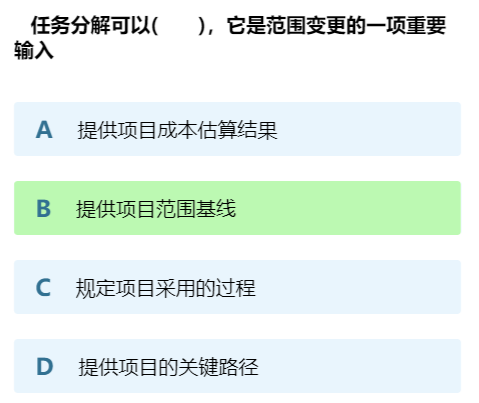 任务分解可以(　　)，它是范围变更的一项重要
输入
A 提供项目成本估算结果
B 提供项目范围基线
C 规定项目采用的过程
D 提供项目的关键路径